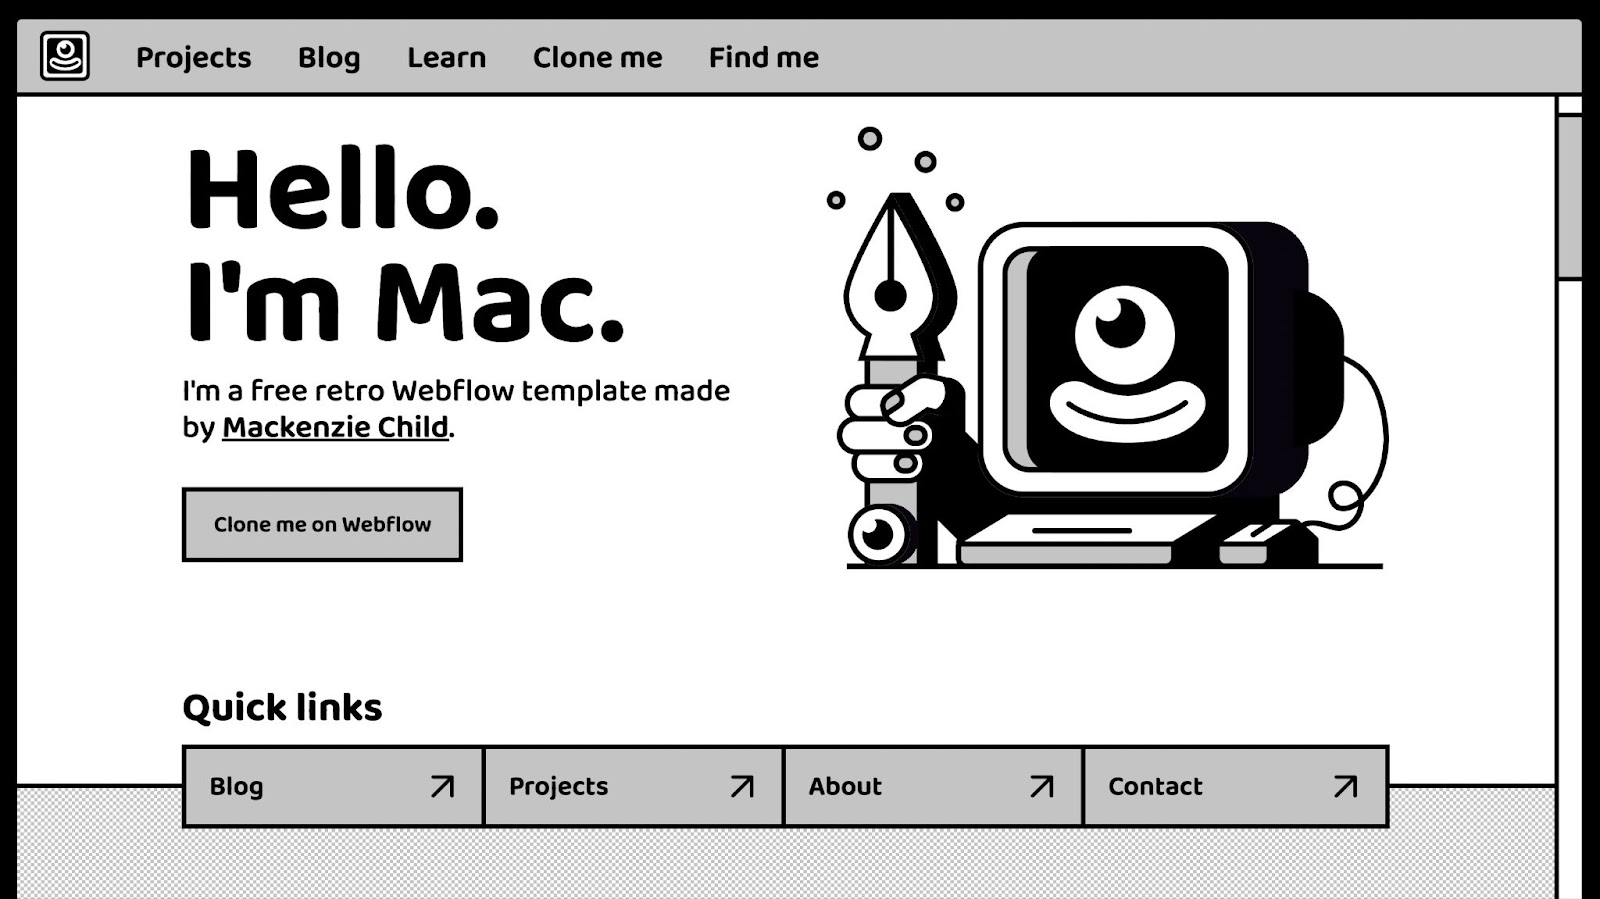 Projects Blog Learn Clone me Find me
Hello.
I'm Mac.
I'm a free retro Webflow template made
by Mackenzie Child.
Clone me on Webflow
Quick links
Blog Projects About Contact